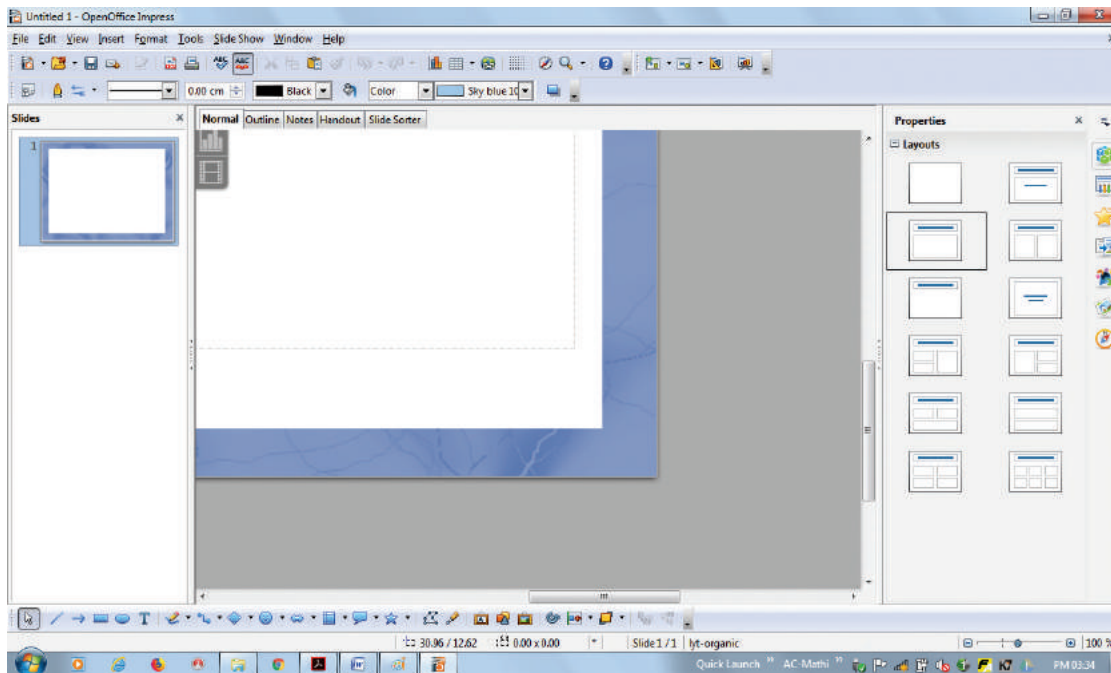 Untitled 1 - OpenOffice Impress
File Edit View Insert Format Tools Slide Show Window Help
0.00 cm Black Color Sky blue 10
Slides
Normal Outline Notes Handout Slide Sorter
Properties
1
Layouts
30.96 / 12.62 0.00 x 0.00 * Slide 1 / 1 lyt-organic 100 %
Quick Launch » AC-Mathi » PM 03:34